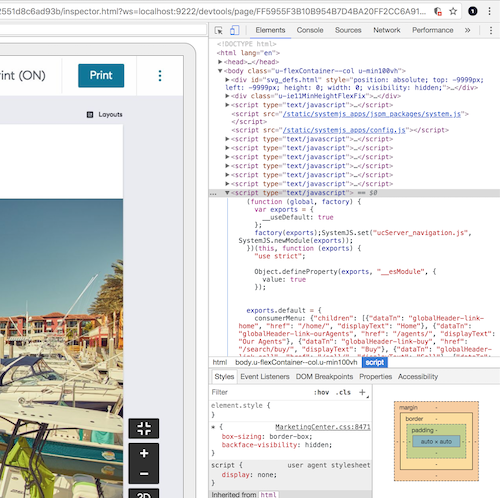 2551d8c6ad93b/inspector.html?ws=localhost:9222/devtools/page/FF5955F3B10B954B7D4BA20FF2CC6A91...
rint (ON)
Print
Layouts
+
−
3D
Elements Console Sources Network Performance »
<!DOCTYPE html>
<html lang="en">
▶<head>…</head>
▼<body class="u-flexContainer--col u-min100vh">
▶<div id="svg_defs.html" style="position: absolute; top: -9999px;
left: -9999px; height: 0; width: 0; visibility: hidden;">…</div>
▶<div class="u-ie11MinHeightFlexFix">…</div>
▶<script type="text/javascript">…</script>
<script src="/static/systemjs_apps/jspm_packages/system.js">
</script>
<script src="/static/systemjs_apps/config.js"></script>
▶<script type="text/javascript">…</script>
▶<script type="text/javascript">…</script>
▶<script type="text/javascript">…</script>
▶<script type="text/javascript">…</script>
▶<script type="text/javascript">…</script>
… ▼<script type="text/javascript"> == $0
(function (global, factory) {
var exports = {
__useDefault: true
};
factory(exports);SystemJS.set("ucServer_navigation.js",
SystemJS.newModule(exports));
})(this, function (exports) {
"use strict";
Object.defineProperty(exports, "__esModule", {
value: true
});
exports.default = {
consumerMenu: {"children": [{"dataTn": "globalHeader-link-
home", "href": "/home/", "displayText": "Home"}, {"dataTn":
"globalHeader-link-ourAgents", "href": "/agents/", "displayText":
"Our Agents"}, {"dataTn": "globalHeader-link-buy", "href":
"/search/buy/", "displayText": "Buy"}, {"dataTn": "globalHeader-
html body.u-flexContainer--col.u-min100vh script
Styles Event Listeners DOM Breakpoints Properties Accessibility
Filter :hov .cls +
element.style {
}
* { MarketingCenter.css:8471
box-sizing: border-box;
backface-visibility: hidden;
}
script { user agent stylesheet
display: none;
}
Inherited from html
margin -
border -
padding -
- - - auto × auto - - -
-
-
-